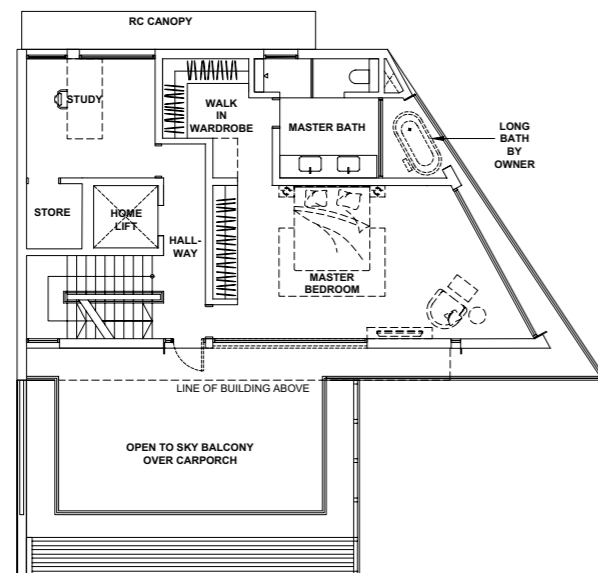 RC CANOPY
STUDY
WALK
IN
WARDROBE
MASTER BATH
LONG
BATH
BY
OWNER
STORE
HOME
LIFT
HALL-
WAY
MASTER
BEDROOM
LINE OF BUILDING ABOVE
OPEN TO SKY BALCONY
OVER CARPORCH